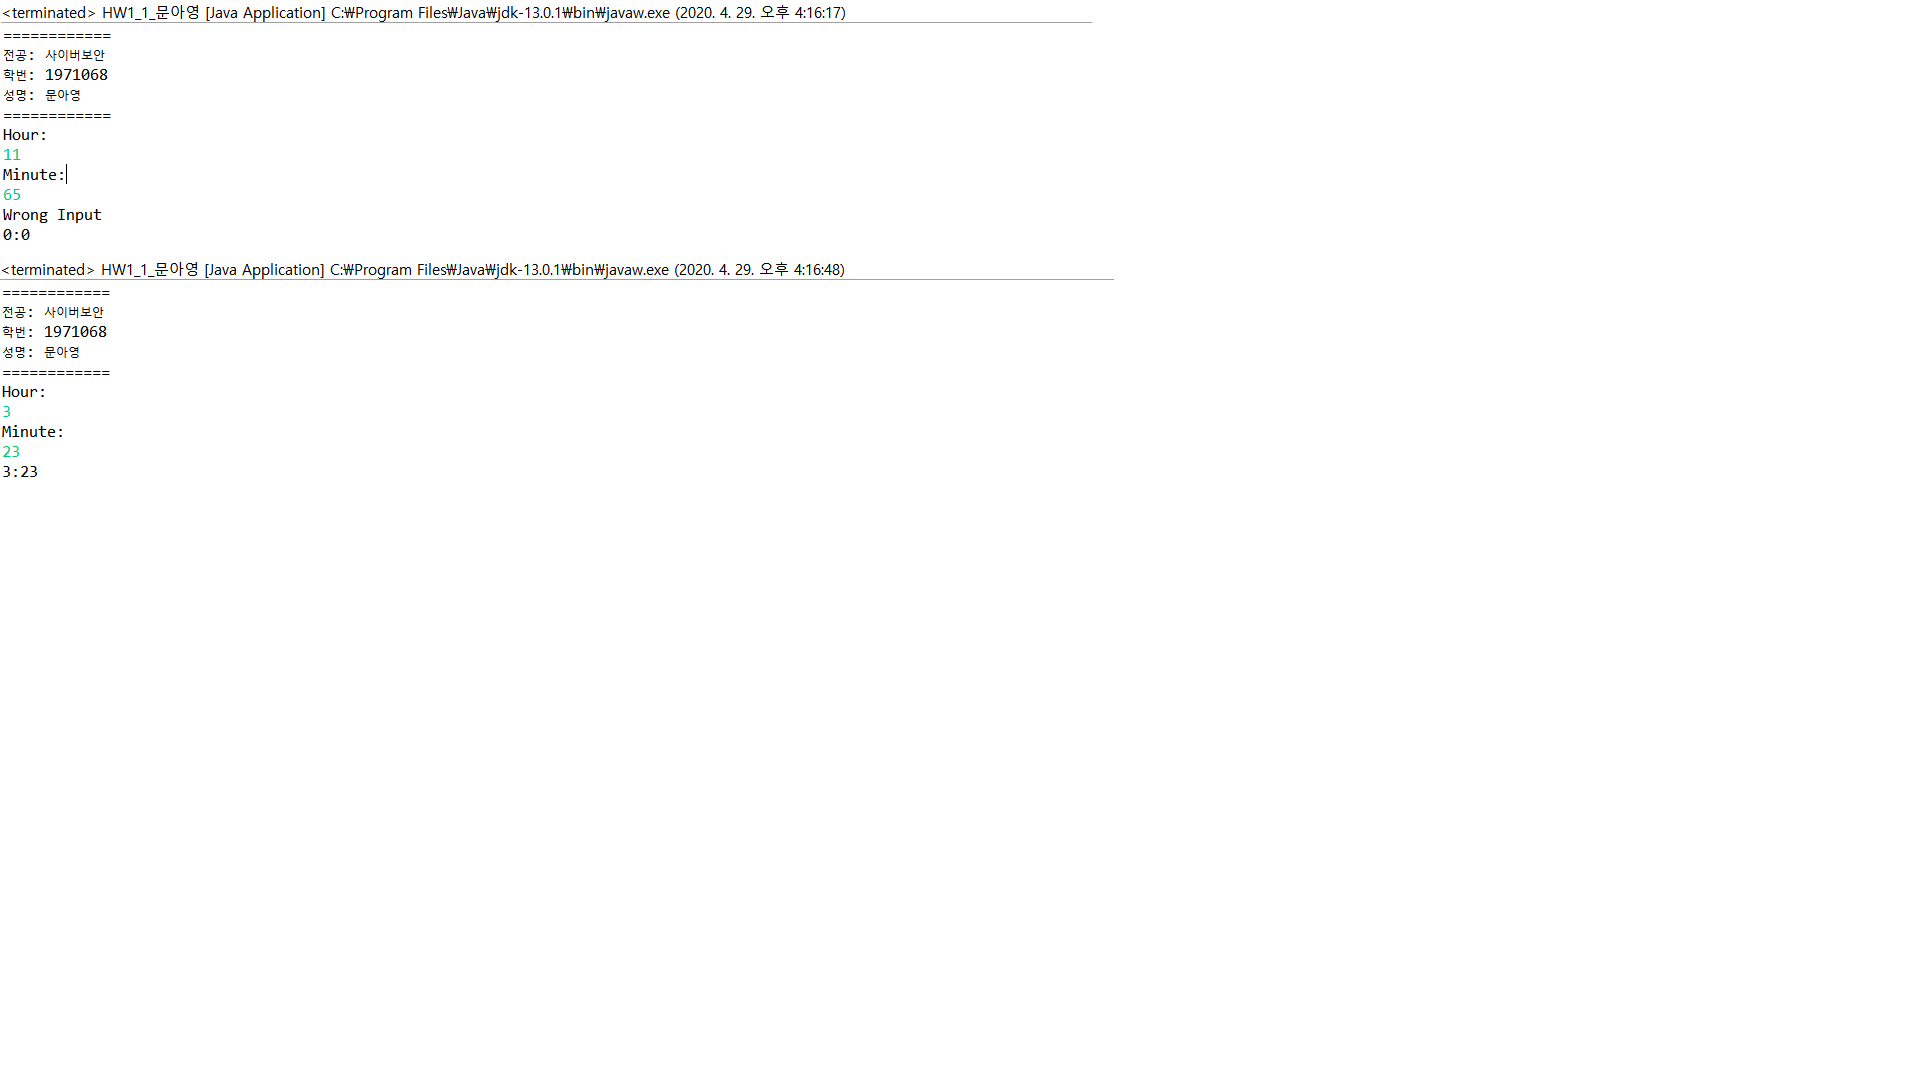 <terminated> HW1_1_문아영 [Java Application] C:₩Program Files₩Java₩jdk-13.0.1₩bin₩javaw.exe (2020. 4. 29. 오후 4:16:17)
============
전공: 사이버보안
학번: 1971068
성명: 문아영
============
Hour:
11
Minute:
65
Wrong Input
0:0
<terminated> HW1_1_문아영 [Java Application] C:₩Program Files₩Java₩jdk-13.0.1₩bin₩javaw.exe (2020. 4. 29. 오후 4:16:48)
============
전공: 사이버보안
학번: 1971068
성명: 문아영
============
Hour:
3
Minute:
23
3:23